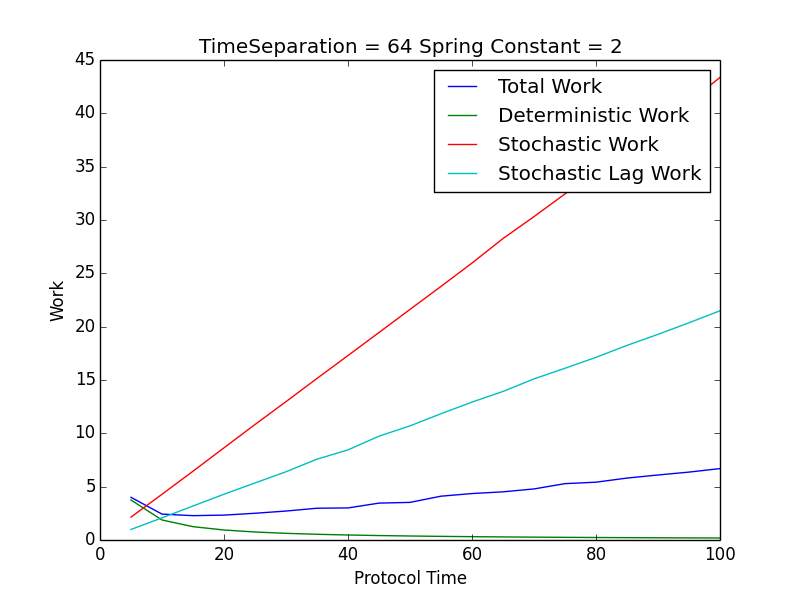 TimeSeparation = 64 Spring Constant = 2
45
40
35
30
25
20
15
10
5
0
Work
Total Work
Deterministic Work
Stochastic Work
Stochastic Lag Work
0 20 40 60 80 100
Protocol Time